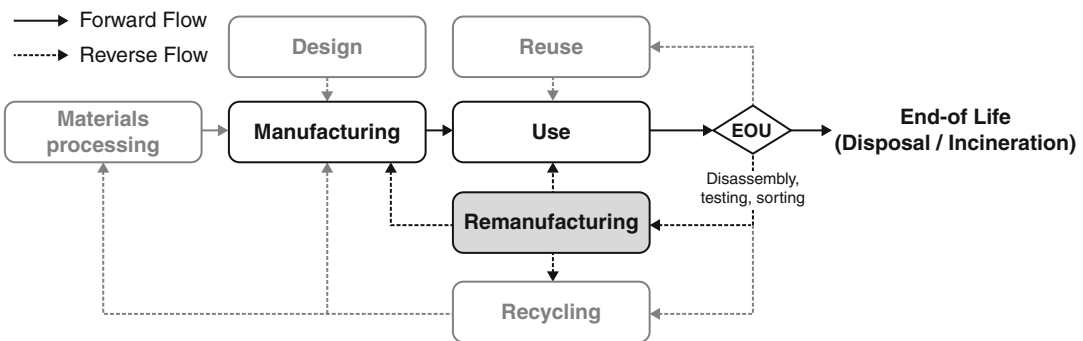 Forward Flow
Reverse Flow
Design
Reuse
Materials
processing
Manufacturing
Use
EOU
End-of Life
(Disposal / Incineration)
Disassembly,
testing, sorting
Remanufacturing
Recycling